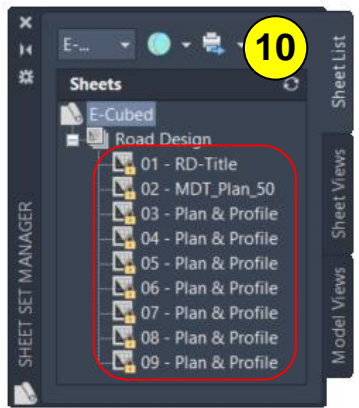 E-...
10
Sheets
E-Cubed
Road Design
01 - RD-Title
02 - MDT_Plan_50
03 - Plan & Profile
04 - Plan & Profile
05 - Plan & Profile
06 - Plan & Profile
07 - Plan & Profile
08 - Plan & Profile
09 - Plan & Profile
SHEET SET MANAGER
Sheet List
Sheet Views
Model Views